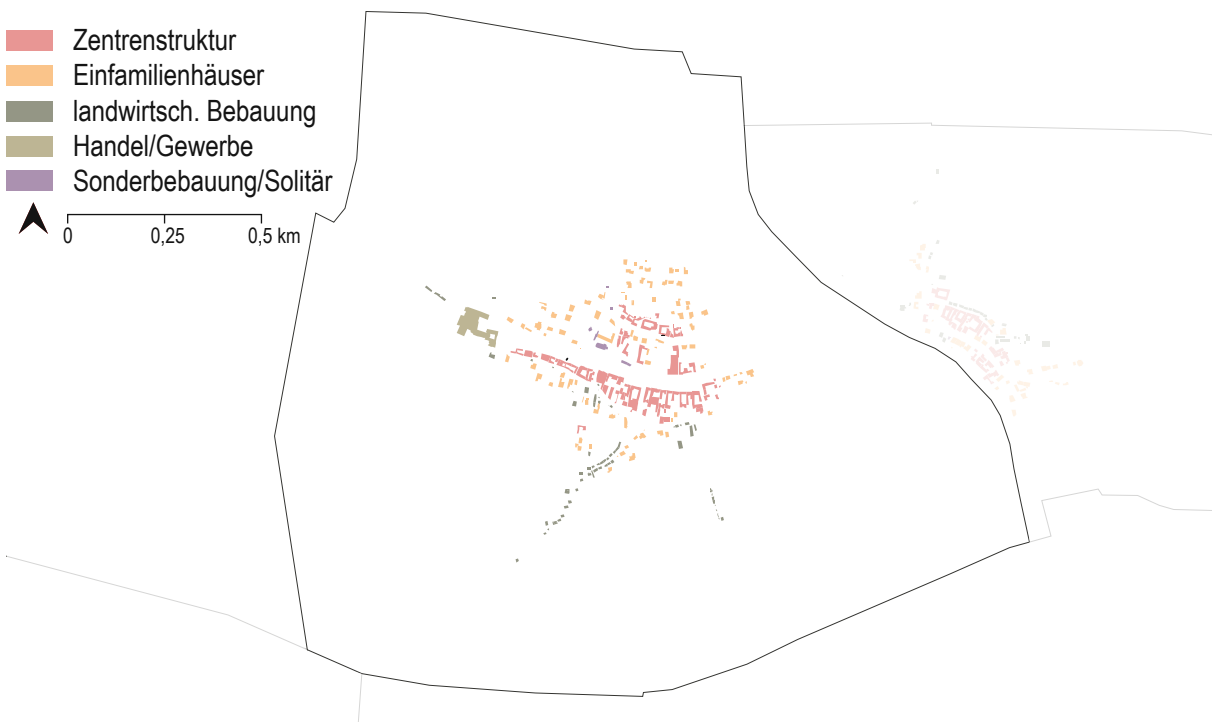 Zentrenstruktur
Einfamilienhäuser
landwirtsch. Bebauung
Handel/Gewerbe
Sonderbebauung/Solitär
0 0,25 0,5 km